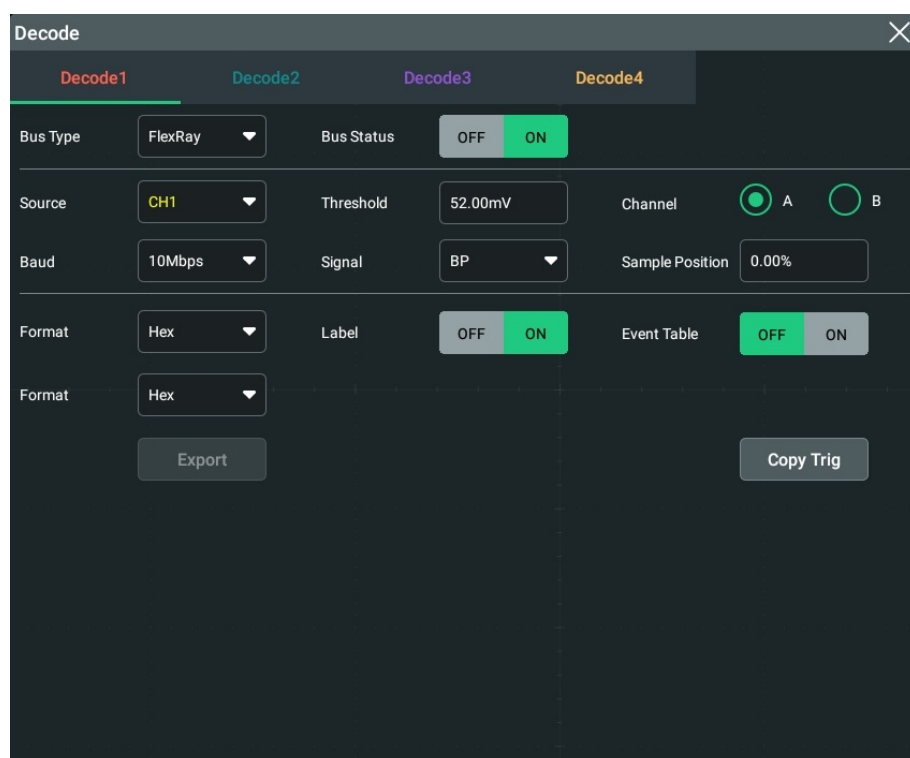 Decode
Decode1 Decode2 Decode3 Decode4
Bus Type FlexRay Bus Status OFF ON
Source CH1 Threshold 52.00mV Channel A B
Baud 10Mbps Signal BP Sample Position 0.00%
Format Hex Label OFF ON Event Table OFF ON
Format Hex
Export Copy Trig